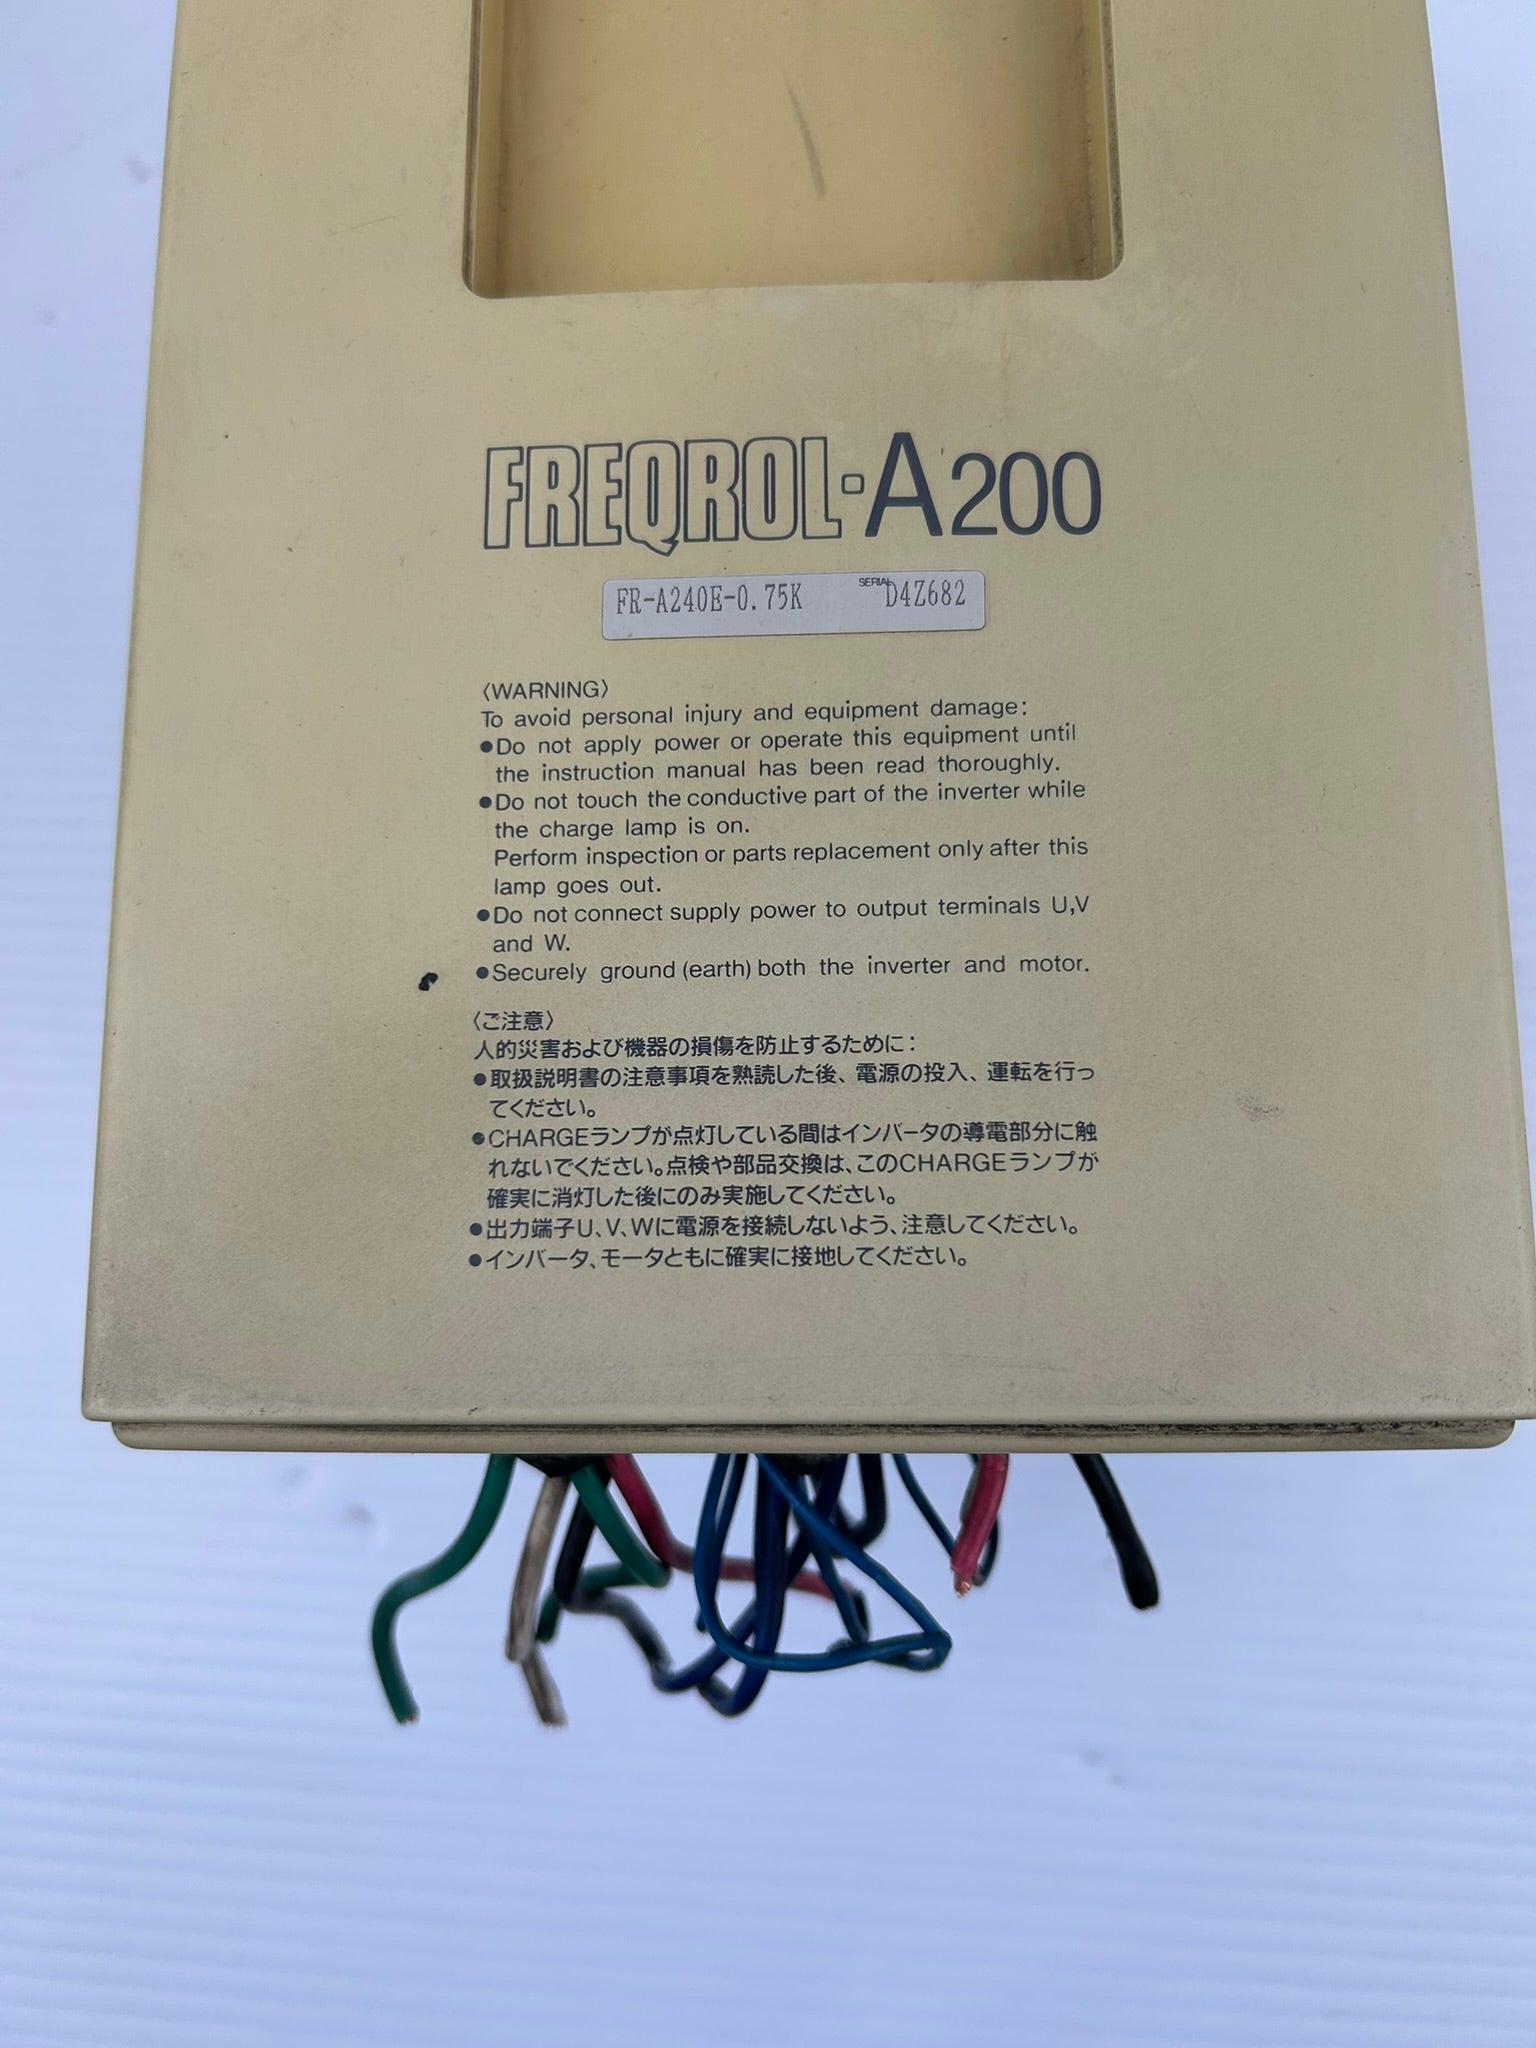 FREQROL-A200
FR-A240E-0.75K SERIAL D4Z682
〈WARNING〉
To avoid personal injury and equipment damage:
●Do not apply power or operate this equipment until
the instruction manual has been read thoroughly.
●Do not touch the conductive part of the inverter while
the charge lamp is on.
Perform inspection or parts replacement only after this
lamp goes out.
●Do not connect supply power to output terminals U,V
and W.
●Securely ground (earth) both the inverter and motor.
〈ご注意〉
人的災害および機器の損傷を防止するために：
●取扱説明書の注意事項を熟読した後、電源の投入、運転を行っ
てください。
●CHARGEランプが点灯している間はインバータの導電部分に触
れないでください。点検や部品交換は、このCHARGEランプが
確実に消灯した後にのみ実施してください。
●出力端子U、V、Wに電源を接続しないよう、注意してください。
●インバータ、モータともに確実に接地してください。